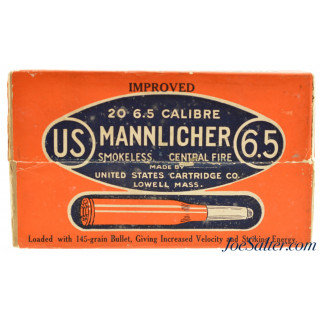 IMPROVED
20 6.5 CALIBRE
US MANNLICHER 6.5
SMOKELESS CENTRAL FIRE
MADE BY
UNITED STATES CARTRIDGE CO.
LOWELL MASS.
Loaded with 145-grain Bullet, Giving Increased Velocity and Striking Energy.
JoeSalter.com